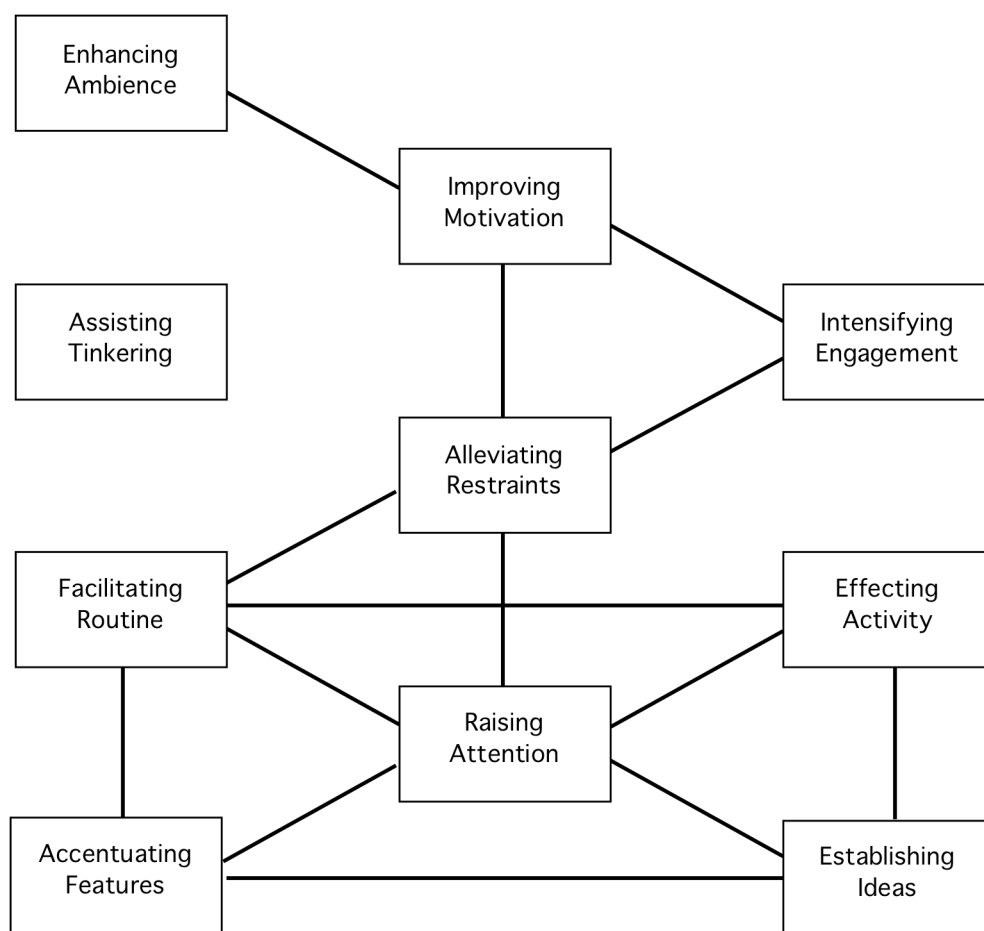 Enhancing
Ambience
Improving
Motivation
Assisting
Tinkering
Intensifying
Engagement
Alleviating
Restraints
Facilitating
Routine
Effecting
Activity
Raising
Attention
Accentuating
Features
Establishing
Ideas